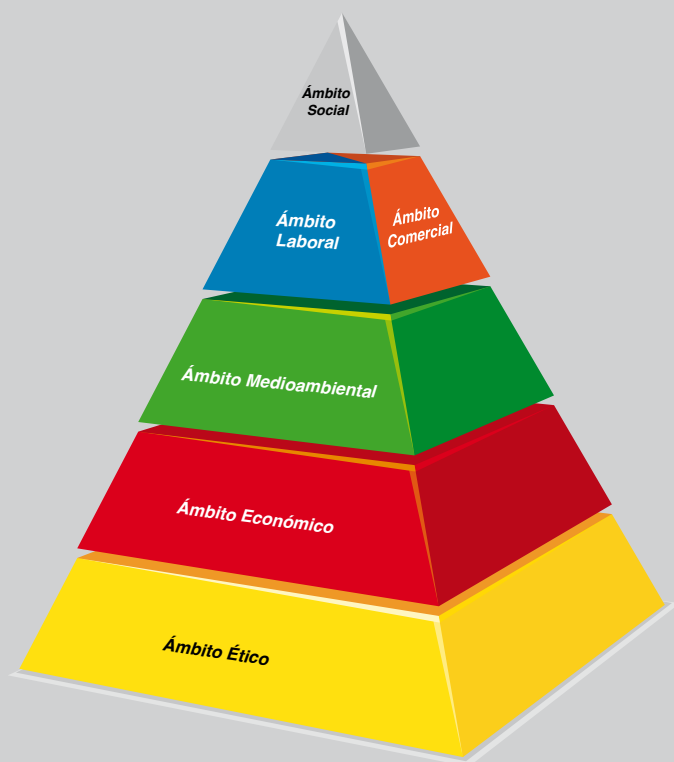 Ámbito
Social
Ámbito
Laboral
Ámbito
Comercial
Ámbito Medioambiental
Ámbito Económico
Ámbito Ético